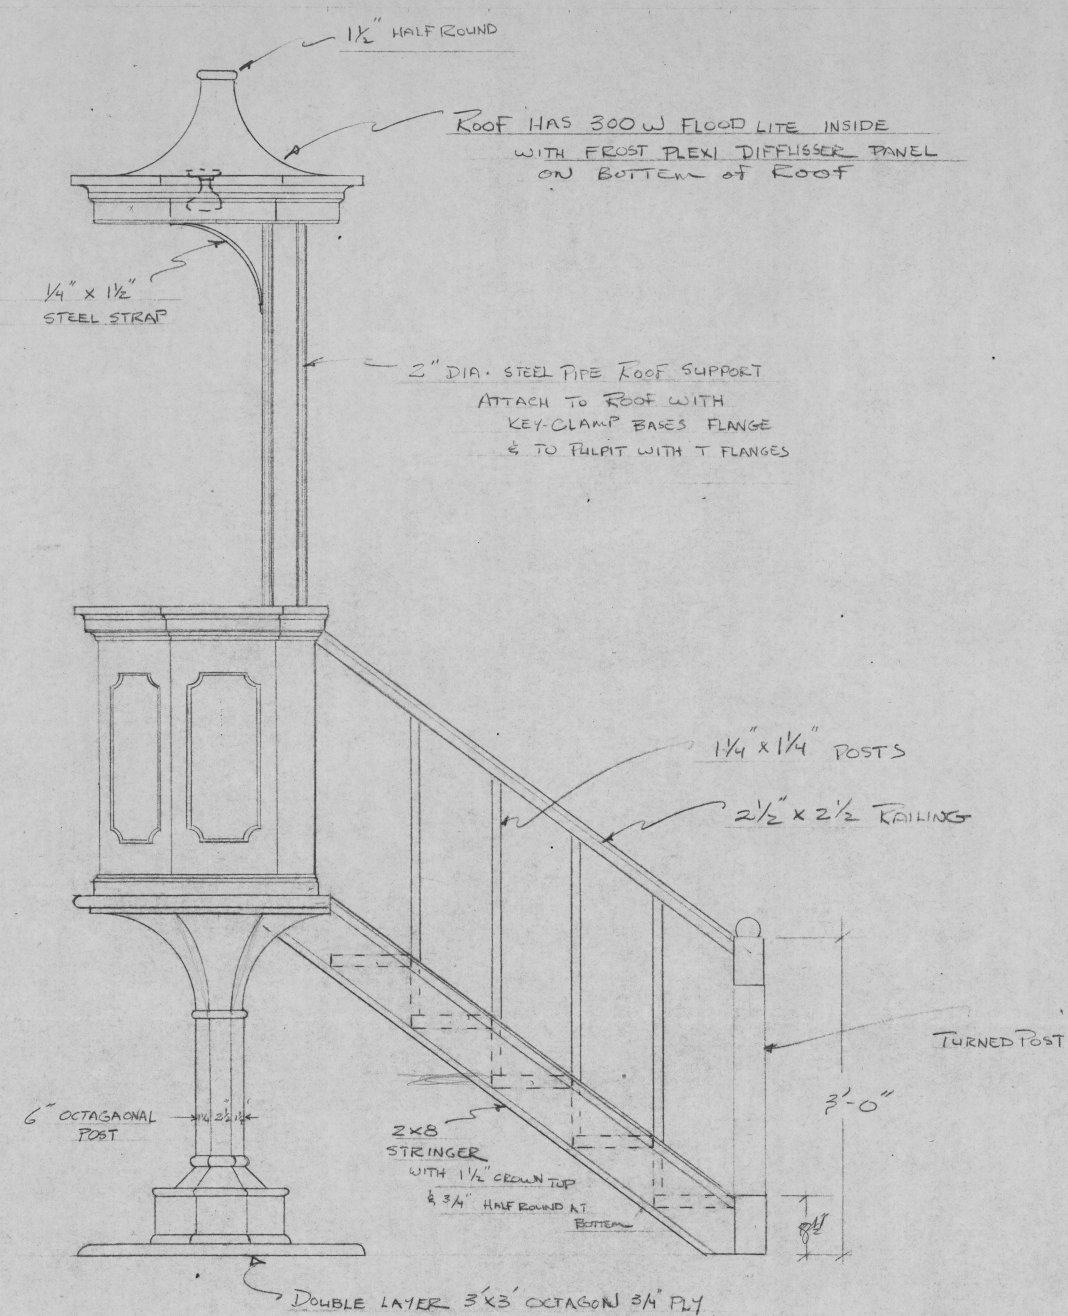 1½" HALF ROUND
ROOF HAS 300 W FLOOD LITE INSIDE
WITH FROST PLEXI DIFFUSSER PANEL
ON BOTTEM of ROOF
¼" x 1½"
STEEL STRAP
2" DIA. STEEL PIPE ROOF SUPPORT
ATTACH TO ROOF WITH
KEY-CLAMP BASES FLANGE
& TO PULPIT WITH T FLANGES
1¼" x 1¼" POSTS
2½" x 2½ RAILING
TURNED POST
3'-0"
6" OCTAGAONAL
POST
2½"
2x8
STRINGER
WITH 1½" CROWN TOP
& ¾" HALF ROUND AT
BOTTEM
DOUBLE LAYER 3'X3' OCTAGON ¾" PLY